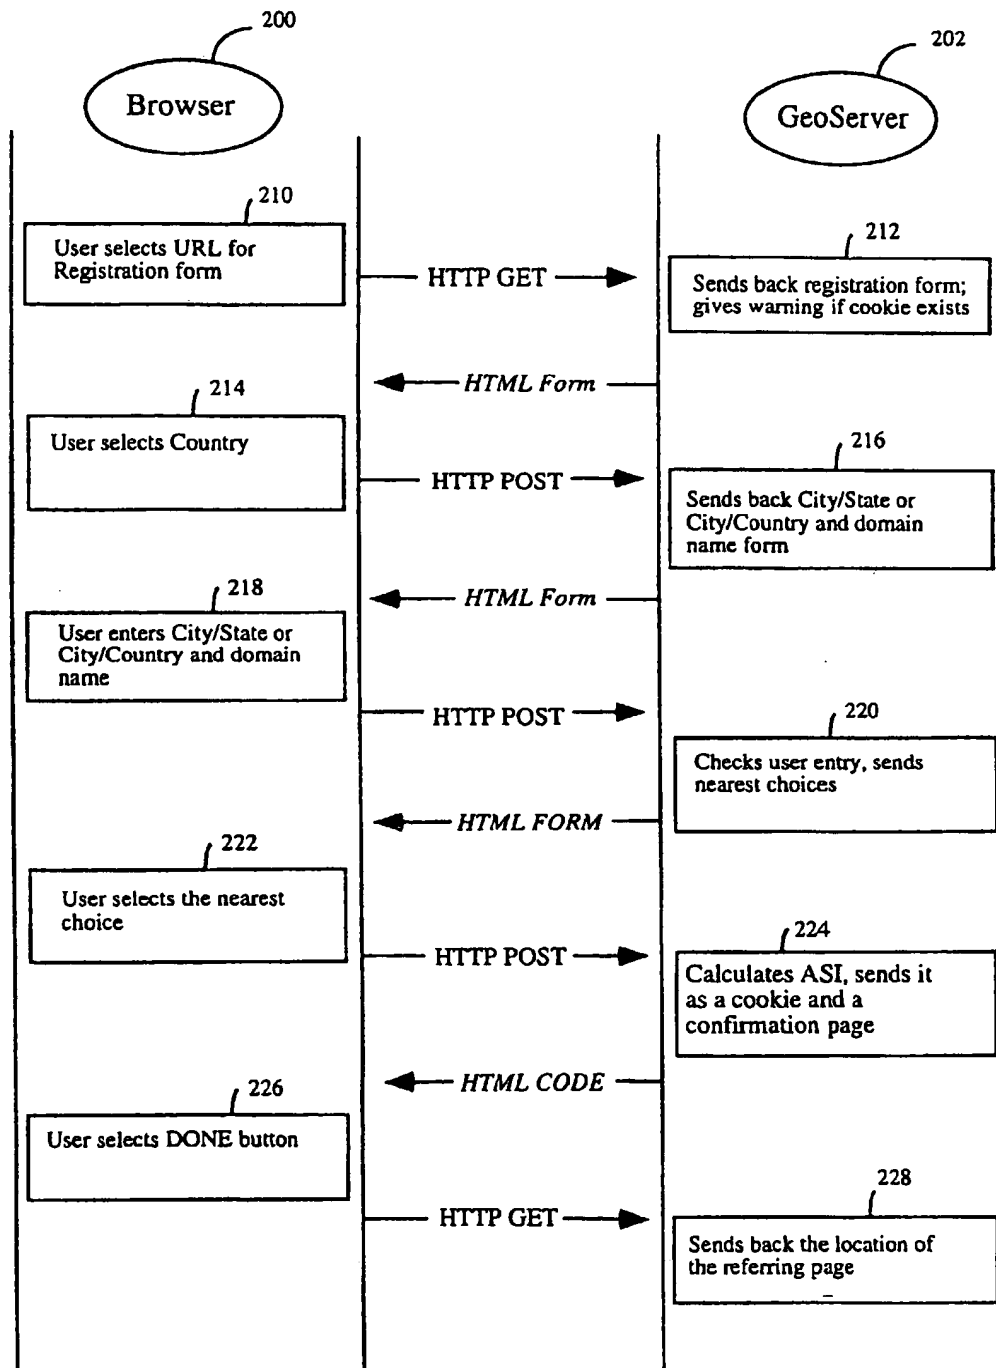 200
202
Browser
GeoServer
210
User selects URL for
Registration form
212
HTTP GET
Sends back registration form;
gives warning if cookie exists
HTML Form
214
User selects Country
216
HTTP POST
Sends back City/State or
City/Country and domain
name form
218
HTML Form
User enters City/State or
City/Country and domain
name
HTTP POST
220
Checks user entry, sends
nearest choices
HTML FORM
222
User selects the nearest
choice
224
HTTP POST
Calculates ASI, sends it
as a cookie and a
confirmation page
HTML CODE
226
User selects DONE button
228
HTTP GET
Sends back the location of
the referring page